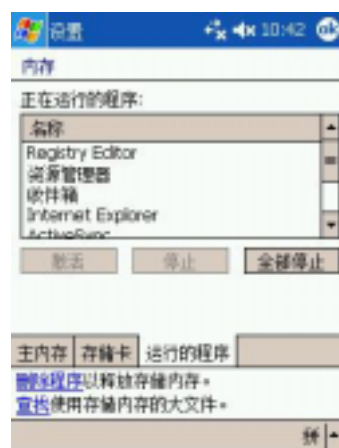 设置 10:42 ok
内存
正在运行的程序:
名称
Registry Editor
资源管理器
收件箱
Internet Explorer
ActiveSync
激活 停止 全部停止
主内存 存储卡 运行的程序
删除程序以释放存储内存。
查找使用存储内存的大文件。
拼